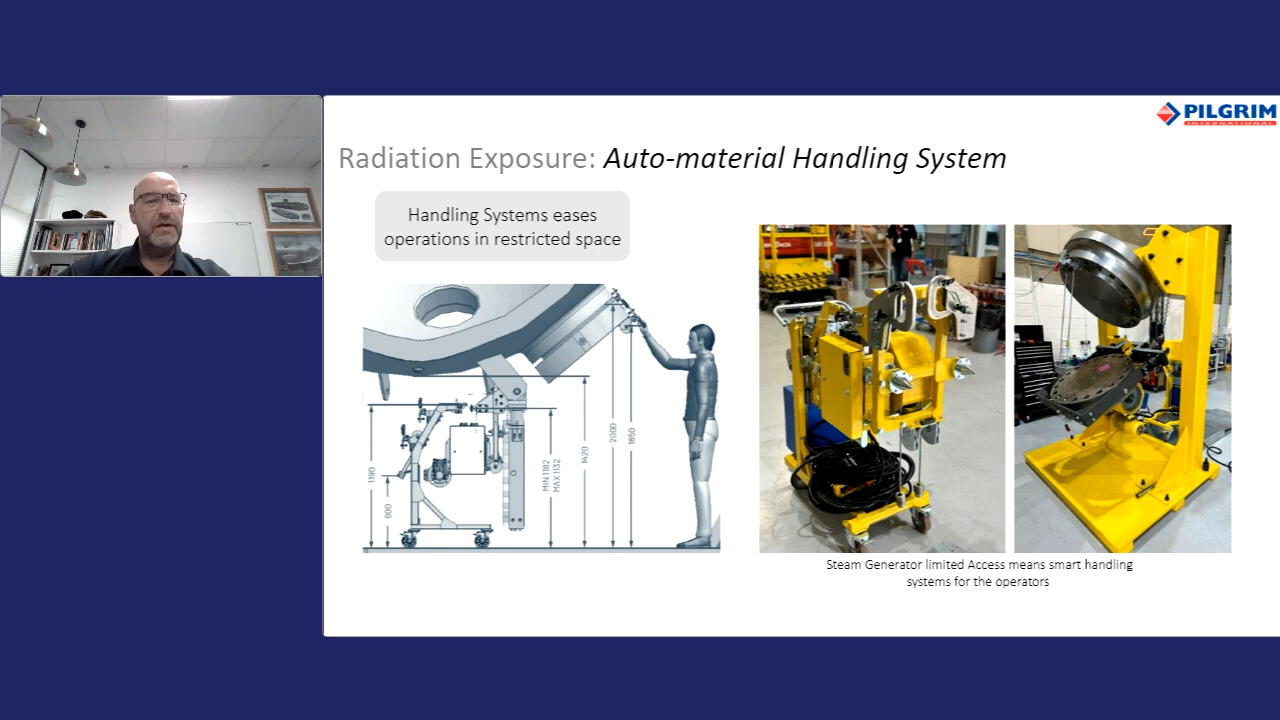 PILGRIM
INTERNATIONAL
Radiation Exposure: Auto-material Handling System
Handling Systems eases
operations in restricted space
1190
600
MIN 1182
MAX 1132
1420
2000
1850
Steam Generator limited Access means smart handling
systems for the operators